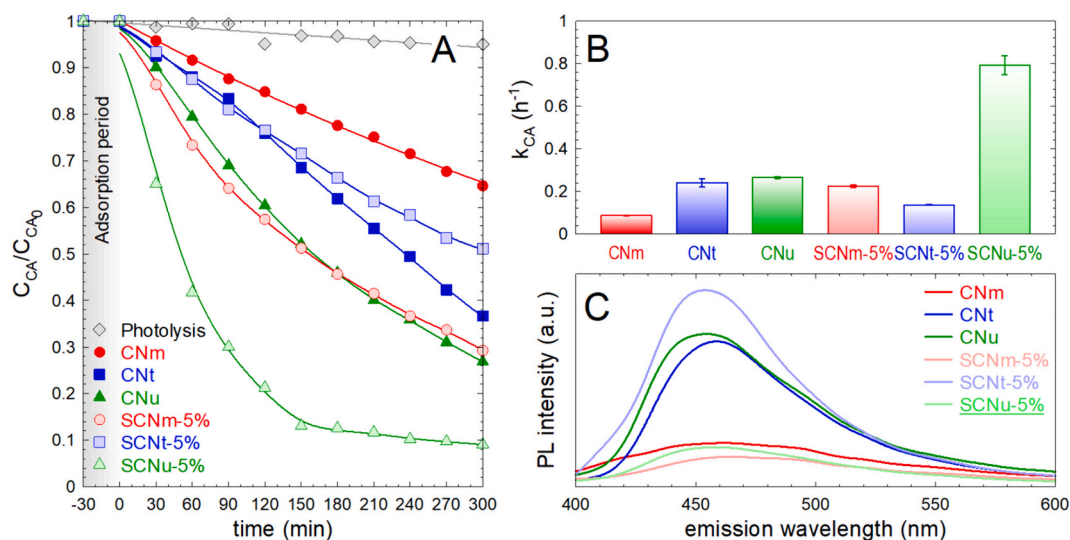 A
C_CA/C_CA0
1
0.9
0.8
0.7
0.6
0.5
0.4
0.3
0.2
0.1
0
Adsorption period
Photolysis
CNm
CNt
CNu
SCNm-5%
SCNt-5%
SCNu-5%
-30 0 30 60 90 120 150 180 210 240 270 300
time (min)
B
k_CA (h⁻¹)
1
0.8
0.6
0.4
0.2
0
CNm CNt CNu SCNm-5% SCNt-5% SCNu-5%
C
PL intensity (a.u.)
CNm
CNt
CNu
SCNm-5%
SCNt-5%
SCNu-5%
400 450 500 550 600
emission wavelength (nm)